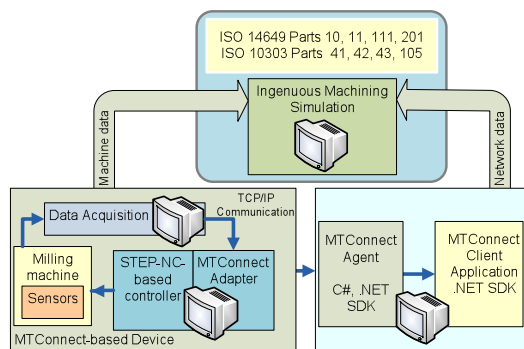 ISO 14649 Parts 10, 11, 111, 201
ISO 10303 Parts 41, 42, 43, 105
Ingenuous Machining
Simulation
Machine data
Network data
TCP/IP
Communication
Data Acquisition
Milling
machine
Sensors
STEP-NC-
based
controller
MTConnect
Adapter
MTConnect-based Device
MTConnect
Agent
C#, .NET
SDK
MTConnect
Client
Application
.NET SDK